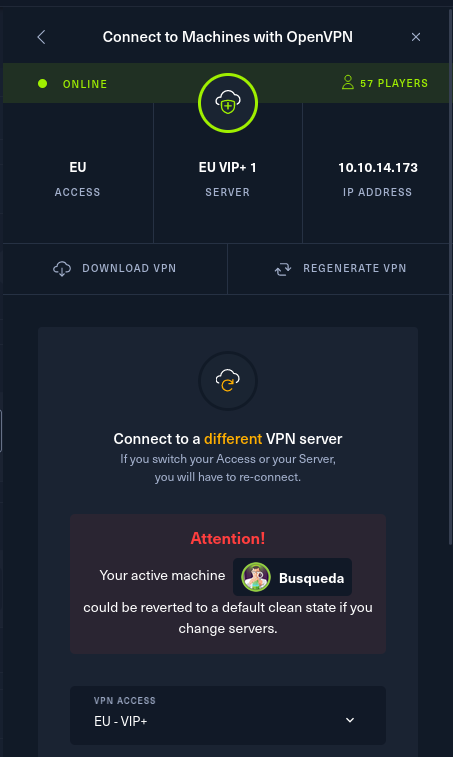 Connect to Machines with OpenVPN
ONLINE
57 PLAYERS
EU
ACCESS
EU VIP+ 1
SERVER
10.10.14.173
IP ADDRESS
DOWNLOAD VPN
REGENERATE VPN
Connect to a different VPN server
If you switch your Access or your Server,
you will have to re-connect.
Attention!
Your active machine Busqueda
could be reverted to a default clean state if you
change servers.
VPN ACCESS
EU - VIP+